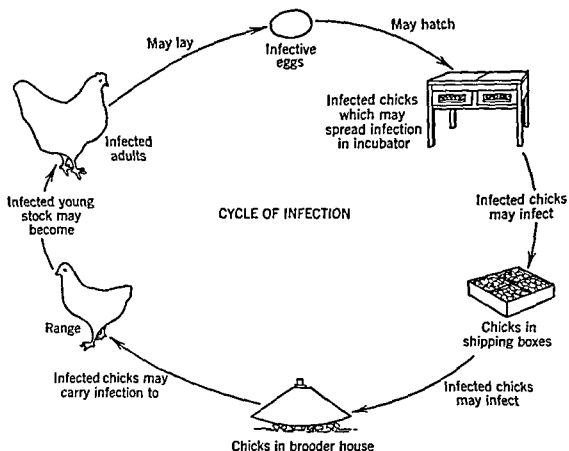 May lay
Infective
eggs
May hatch
Infected chicks
which may
spread infection
in incubator
Infected chicks
may infect
Chicks in
shipping boxes
Infected chicks
may infect
Chicks in brooder house
Infected chicks may
carry infection to
Range
Infected young
stock may
become
Infected
adults
CYCLE OF INFECTION